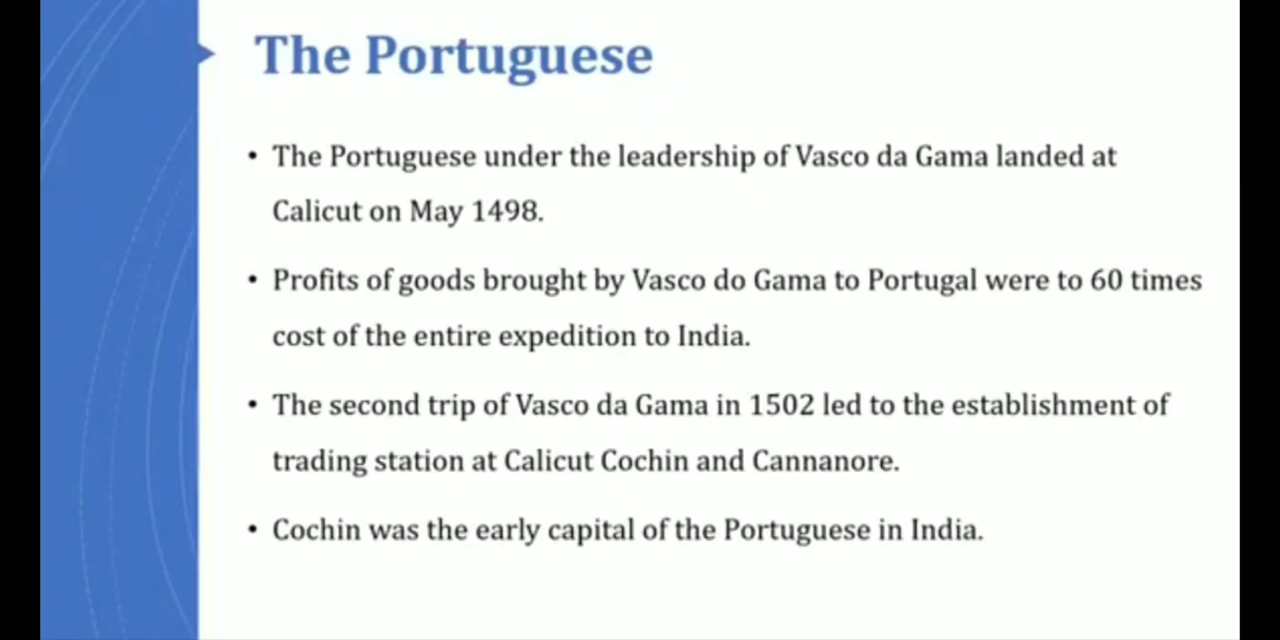 The Portuguese
• The Portuguese under the leadership of Vasco da Gama landed at
Calicut on May 1498.
• Profits of goods brought by Vasco do Gama to Portugal were to 60 times
cost of the entire expedition to India.
• The second trip of Vasco da Gama in 1502 led to the establishment of
trading station at Calicut Cochin and Cannanore.
• Cochin was the early capital of the Portuguese in India.